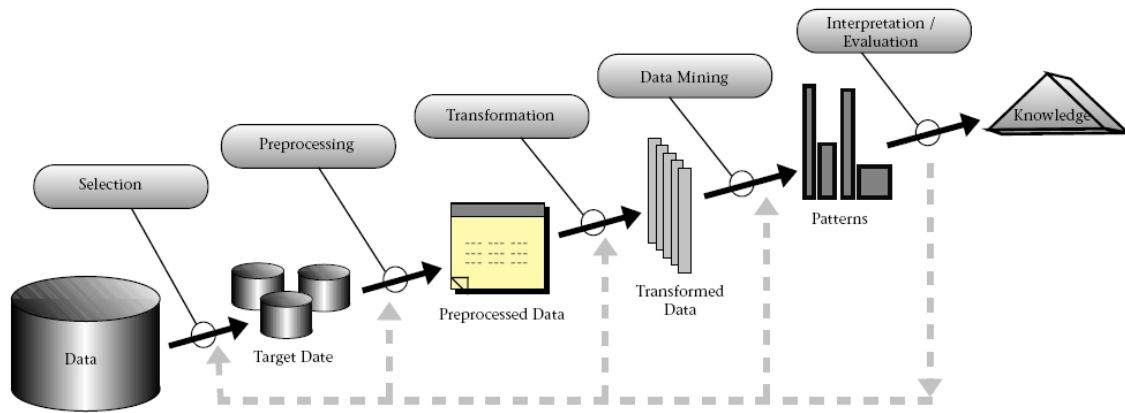 Interpretation /
Evaluation
Data Mining
Transformation
Preprocessing
Selection
Data
Target Date
Preprocessed Data
Transformed
Data
Patterns
Knowledge